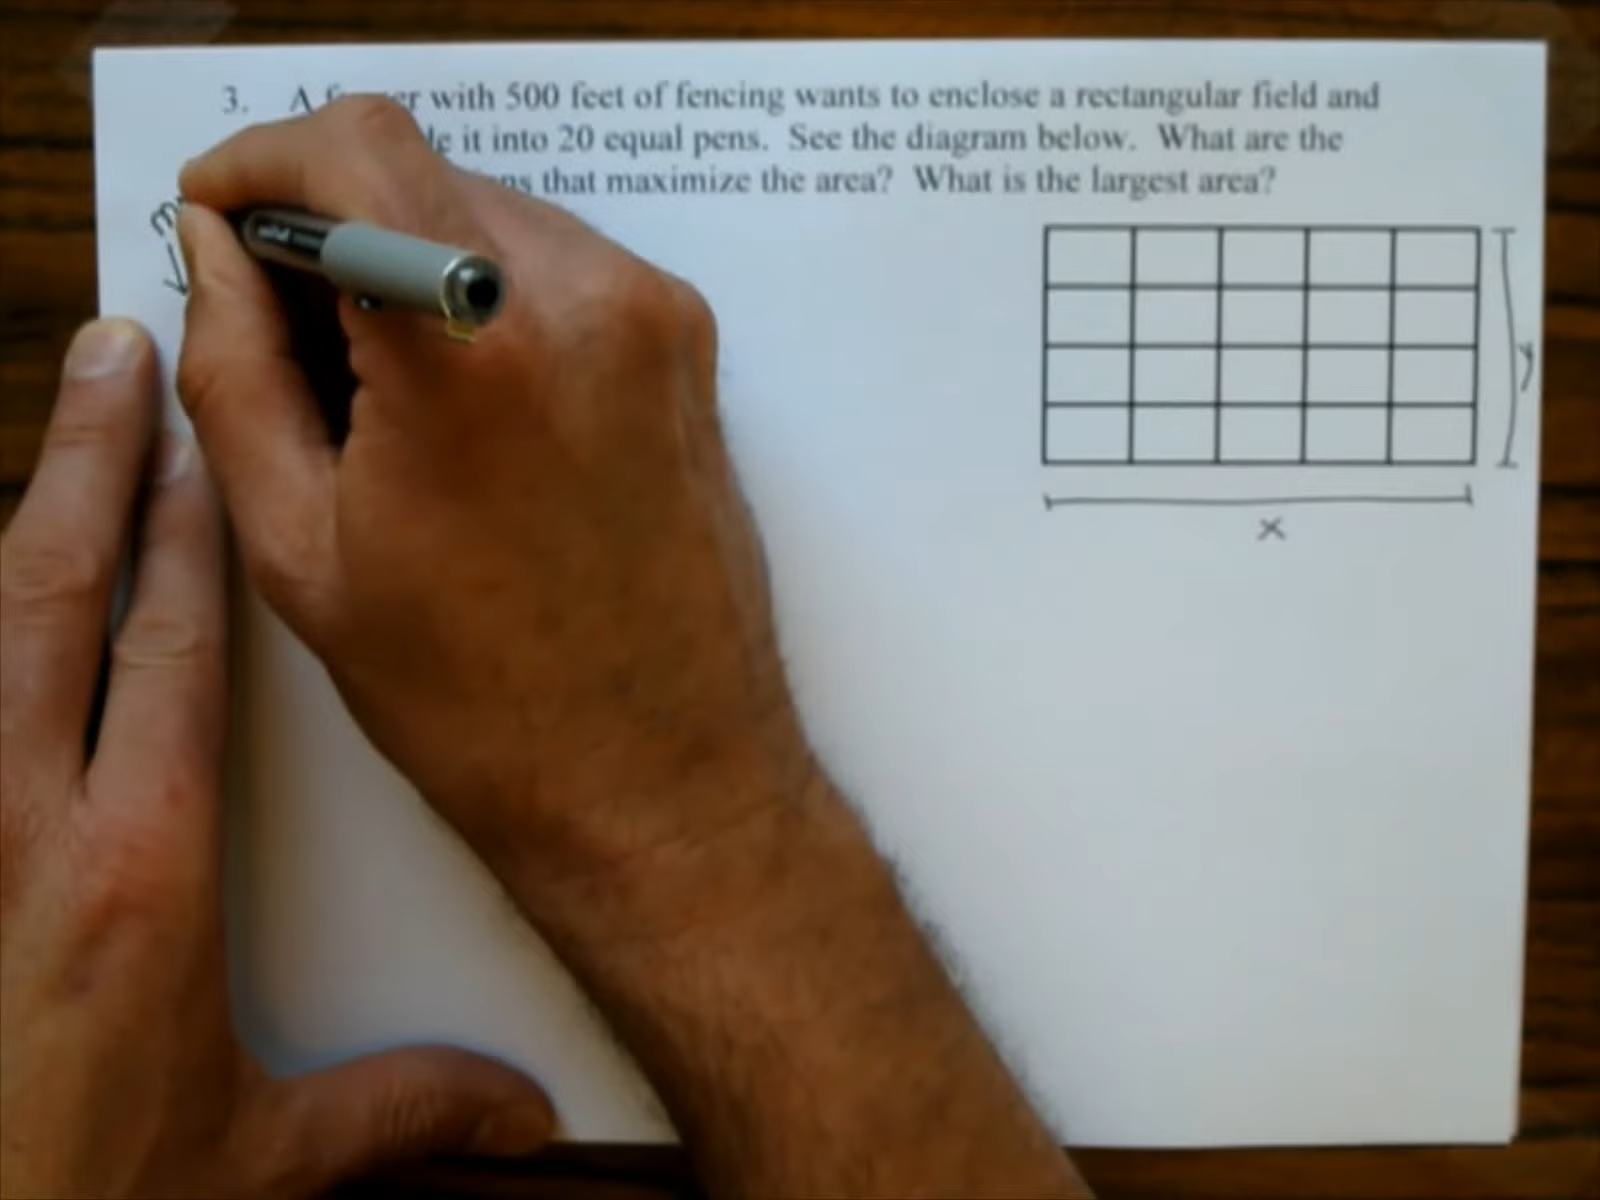 3. A with 500 feet of fencing wants to enclose a rectangular field and
it into 20 equal pens. See the diagram below. What are the
that maximize the area? What is the largest area?
y
x